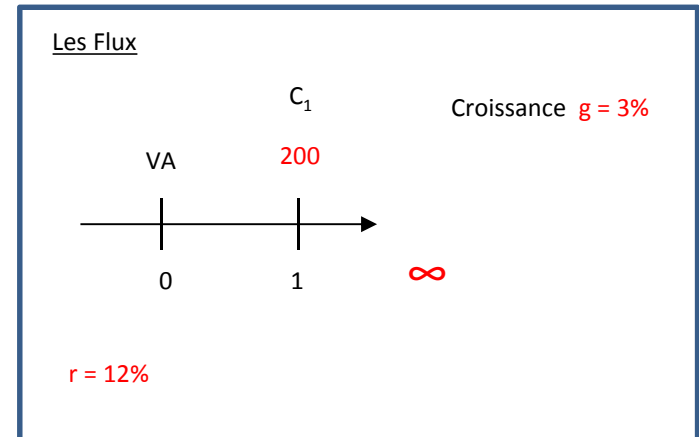 Les Flux
C₁
Croissance g = 3%
VA
200
0
1
∞
r = 12%